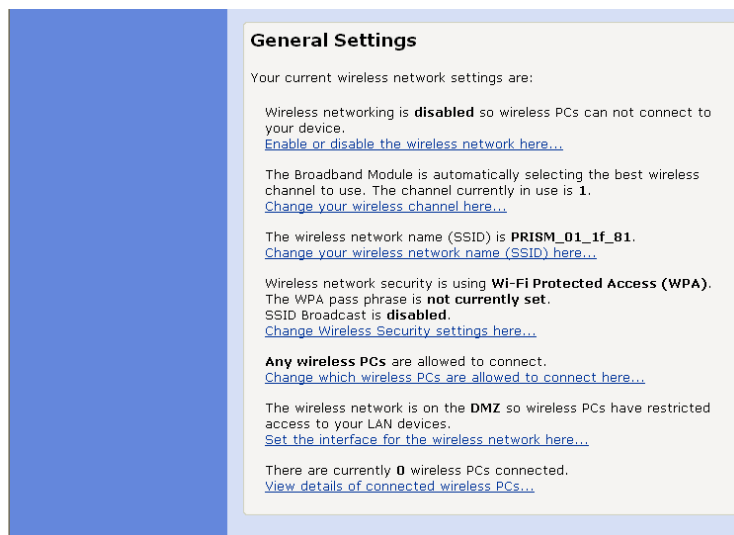 General Settings
Your current wireless network settings are:
Wireless networking is disabled so wireless PCs can not connect to
your device.
Enable or disable the wireless network here...
The Broadband Module is automatically selecting the best wireless
channel to use. The channel currently in use is 1.
Change your wireless channel here...
The wireless network name (SSID) is PRISM_01_1f_81.
Change your wireless network name (SSID) here...
Wireless network security is using Wi-Fi Protected Access (WPA).
The WPA pass phrase is not currently set.
SSID Broadcast is disabled.
Change Wireless Security settings here...
Any wireless PCs are allowed to connect.
Change which wireless PCs are allowed to connect here...
The wireless network is on the DMZ so wireless PCs have restricted
access to your LAN devices.
Set the interface for the wireless network here...
There are currently 0 wireless PCs connected.
View details of connected wireless PCs...